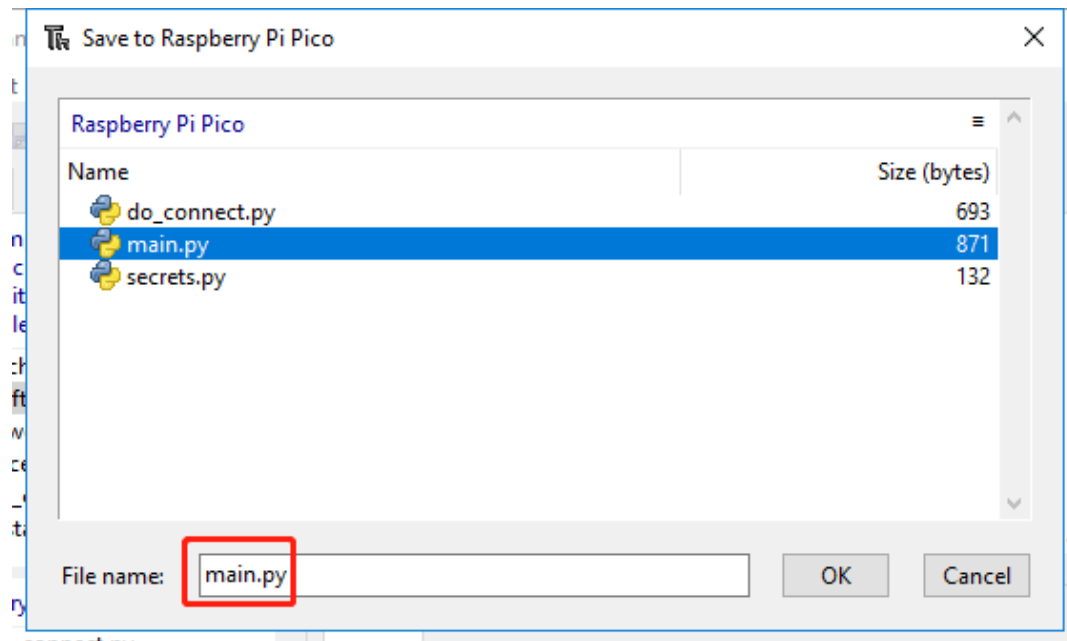 Save to Raspberry Pi Pico
Raspberry Pi Pico
Name Size (bytes)
do_connect.py 693
main.py 871
secrets.py 132
File name: main.py OK Cancel